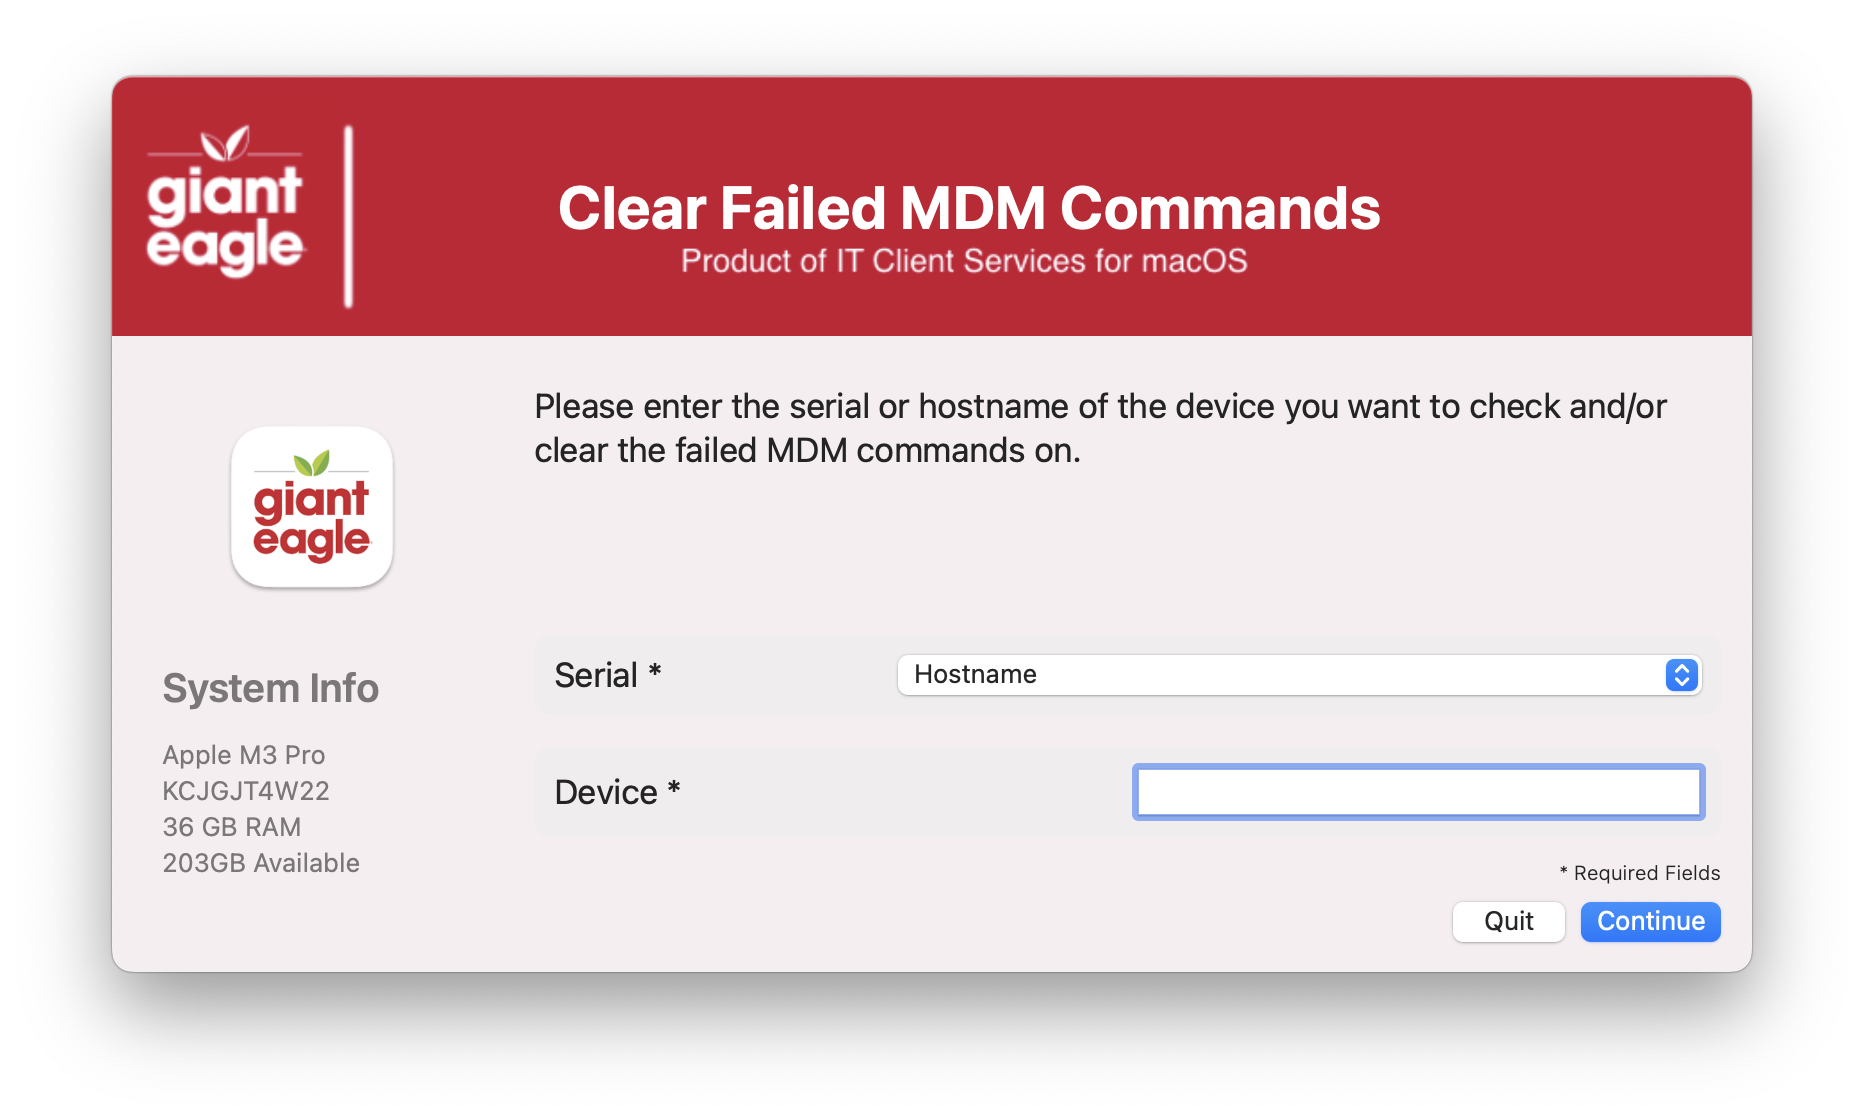 giant
eagle
Clear Failed MDM Commands
Product of IT Client Services for macOS
giant
eagle
System Info
Apple M3 Pro
KCJGJT4W22
36 GB RAM
203GB Available
Please enter the serial or hostname of the device you want to check and/or
clear the failed MDM commands on.
Serial *
Hostname
Device *
* Required Fields
Quit
Continue